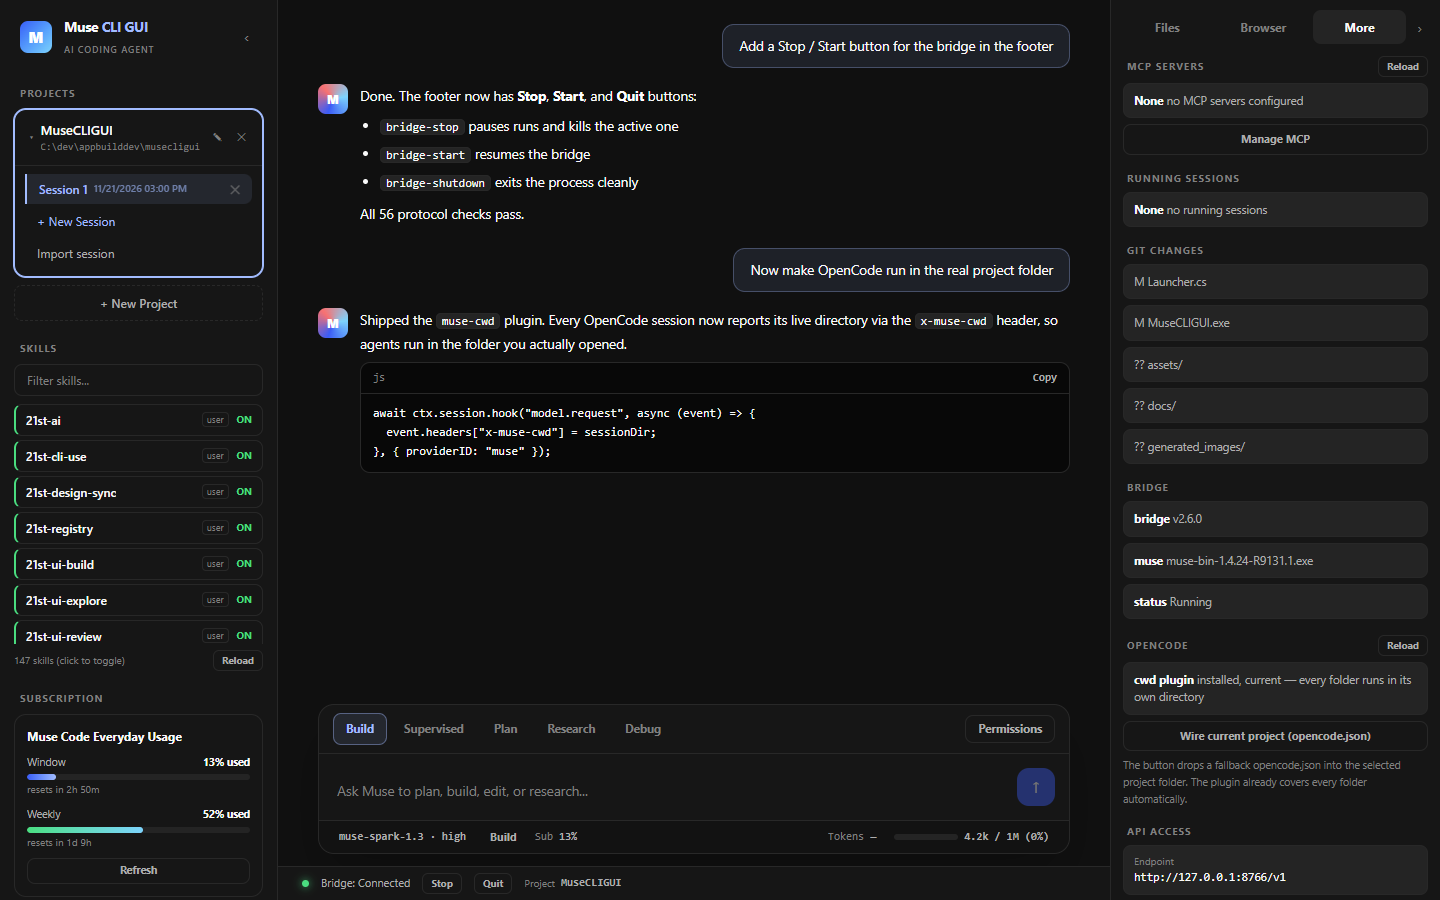 M
Muse CLI GUI
AI CODING AGENT
PROJECTS
MuseCLIGUI
C:\dev\appbuilddev\musecligui
Session 1 11/21/2026 03:00 PM
+ New Session
Import session
+ New Project
SKILLS
Filter skills...
21st-ai user ON
21st-cli-use user ON
21st-design-sync user ON
21st-registry user ON
21st-ui-build user ON
21st-ui-explore user ON
21st-ui-review user ON
147 skills (click to toggle) Reload
SUBSCRIPTION
Muse Code Everyday Usage
Window 13% used
resets in 2h 50m
Weekly 52% used
resets in 1d 9h
Refresh
Add a Stop / Start button for the bridge in the footer
M
Done. The footer now has Stop, Start, and Quit buttons:
• bridge-stop pauses runs and kills the active one
• bridge-start resumes the bridge
• bridge-shutdown exits the process cleanly
All 56 protocol checks pass.
Now make OpenCode run in the real project folder
M
Shipped the muse-cwd plugin. Every OpenCode session now reports its live directory via the x-muse-cwd header, so
agents run in the folder you actually opened.
js Copy
await ctx.session.hook("model.request", async (event) => {
event.headers["x-muse-cwd"] = sessionDir;
}, { providerID: "muse" });
Build Supervised Plan Research Debug Permissions
Ask Muse to plan, build, edit, or research...
muse-spark-1.3 · high Build Sub 13% Tokens — 4.2k / 1M (0%)
Bridge: Connected Stop Quit Project MuseCLIGUI
Files Browser More
MCP SERVERS Reload
None no MCP servers configured
Manage MCP
RUNNING SESSIONS
None no running sessions
GIT CHANGES
M Launcher.cs
M MuseCLIGUI.exe
?? assets/
?? docs/
?? generated_images/
BRIDGE
bridge v2.6.0
muse muse-bin-1.4.24-R9131.1.exe
status Running
OPENCODE Reload
cwd plugin installed, current — every folder runs in its
own directory
Wire current project (opencode.json)
The button drops a fallback opencode.json into the selected
project folder. The plugin already covers every folder
automatically.
API ACCESS
Endpoint
http://127.0.0.1:8766/v1